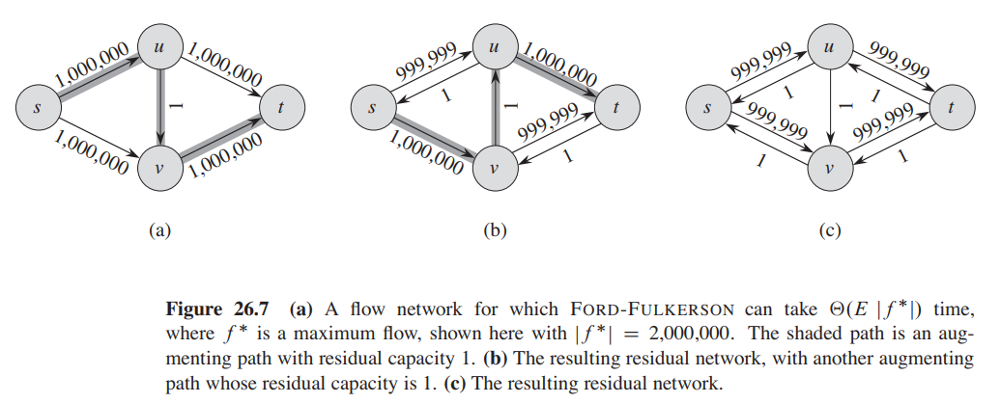 s
u
v
t
1,000,000
1,000,000
1
1,000,000
1,000,000
(a)
s
u
v
t
999,999
1
1,000,000
1
1,000,000
999,999
1
(b)
s
u
v
t
999,999
1
999,999
1
1
999,999
1
999,999
1
(c)
Figure 26.7 (a) A flow network for which FORD-FULKERSON can take Θ(E |f*|) time,
where f* is a maximum flow, shown here with |f*| = 2,000,000. The shaded path is an aug-
menting path with residual capacity 1. (b) The resulting residual network, with another augmenting
path whose residual capacity is 1. (c) The resulting residual network.